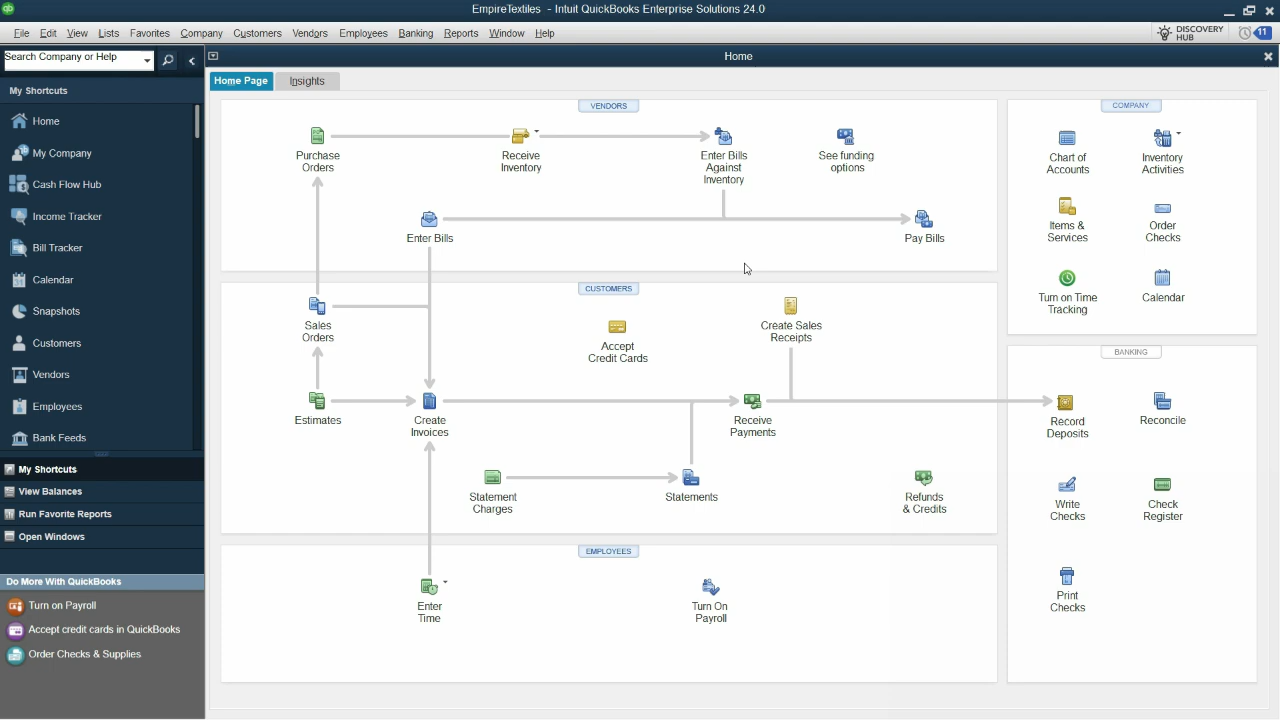 EmpireTextiles - Intuit QuickBooks Enterprise Solutions 24.0
File Edit View Lists Favorites Company Customers Vendors Employees Banking Reports Window Help
DISCOVERY
HUB
11
Search Company or Help
Home
My Shortcuts
Home
My Company
Cash Flow Hub
Income Tracker
Bill Tracker
Calendar
Snapshots
Customers
Vendors
Employees
Bank Feeds
My Shortcuts
View Balances
Run Favorite Reports
Open Windows
Do More With QuickBooks
Turn on Payroll
Accept credit cards in QuickBooks
Order Checks & Supplies
Home Page
Insights
VENDORS
Purchase
Orders
Receive
Inventory
Enter Bills
Against
Inventory
See funding
options
Enter Bills
Pay Bills
CUSTOMERS
Sales
Orders
Accept
Credit Cards
Create Sales
Receipts
Estimates
Create
Invoices
Receive
Payments
Statement
Charges
Statements
Refunds
& Credits
EMPLOYEES
Enter
Time
Turn On
Payroll
COMPANY
Chart of
Accounts
Inventory
Activities
Items &
Services
Order
Checks
Turn on Time
Tracking
Calendar
BANKING
Record
Deposits
Reconcile
Write
Checks
Check
Register
Print
Checks